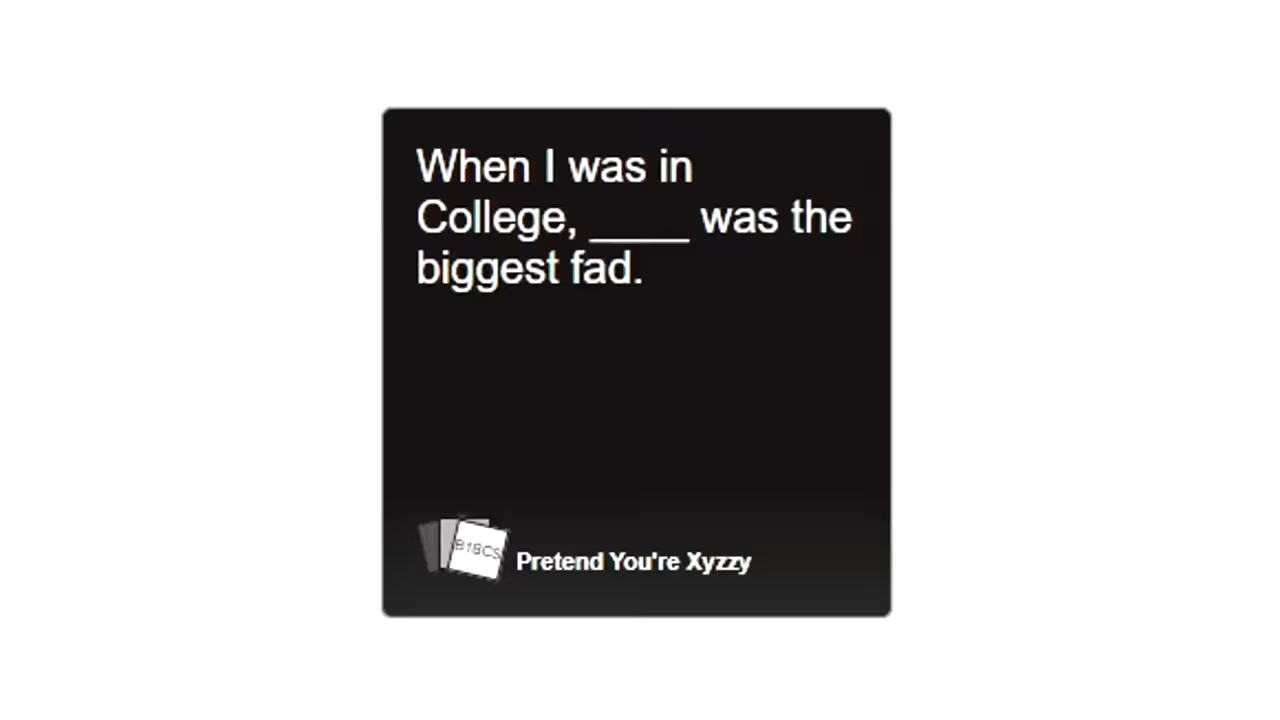 When I was in
College, ____ was the
biggest fad.
B1BCS
Pretend You're Xyzzy